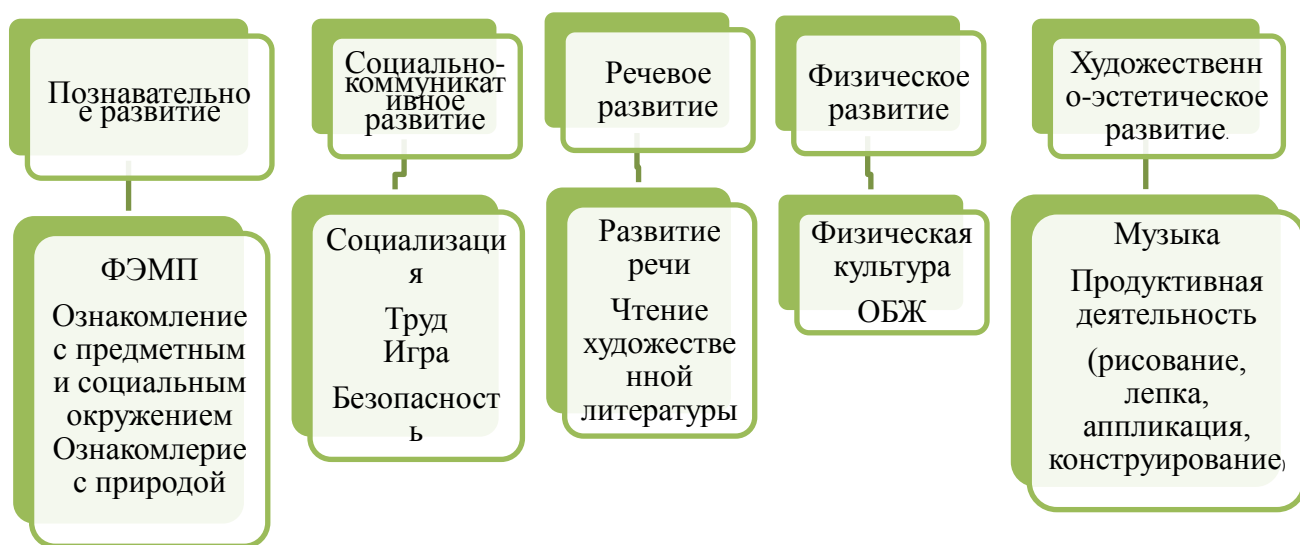 Познавательно
е развитие
Социально-
коммуникат
ивное
развитие
Речевое
развитие
Физическое
развитие
Художественн
о-эстетическое
развитие.
ФЭМП
Ознакомление
с предметным
и социальным
окружением
Ознакомлерие
с природой
Социализаци
я
Труд
Игра
Безопасност
ь
Развитие
речи
Чтение
художестве
нной
литературы
Физическая
культура
ОБЖ
Музыка
Продуктивная
деятельность
(рисование,
лепка,
аппликация,
конструирование)